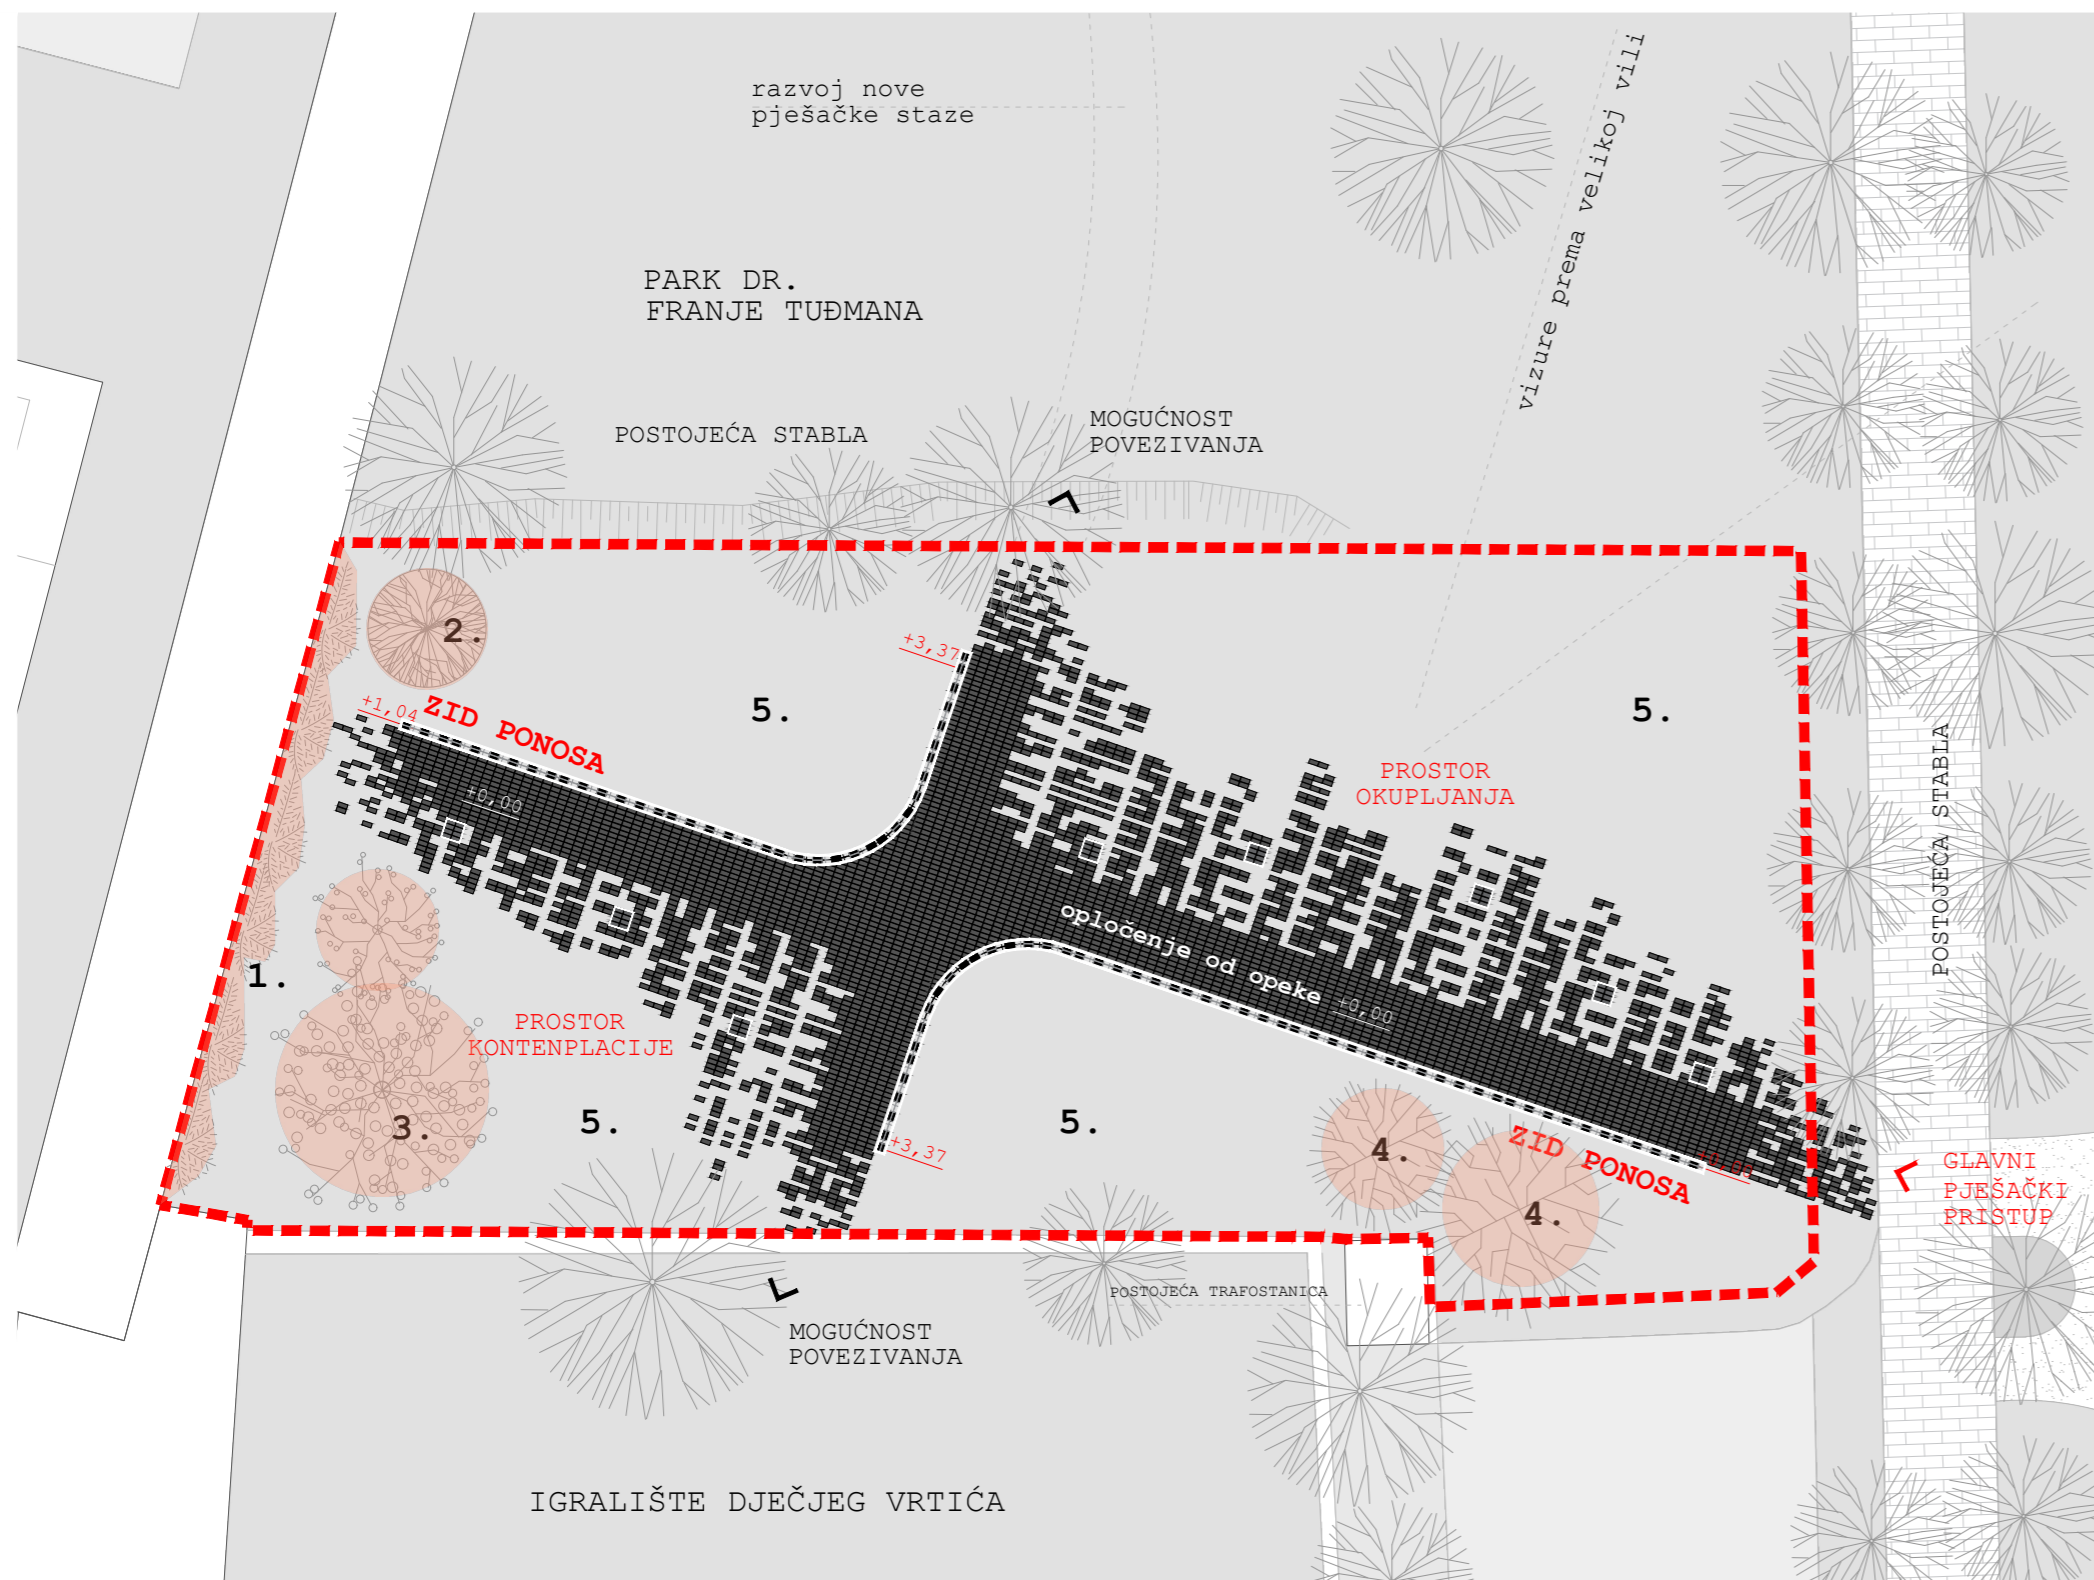 razvoj nove
pješačke staze
vizure prema velikoj vili
PARK DR.
FRANJE TUĐMANA
POSTOJEĆA STABLA
MOGUĆNOST
POVEZIVANJA
2.
+3,37
+1,04
ZID PONOSA
5.
5.
+0,00
PROSTOR
OKUPLJANJA
POSTOJEĆA STABLA
opločenje od opeke
+0,00
1.
PROSTOR
KONTENPLACIJE
3.
5.
5.
+3,37
4.
4.
ZID PONOSA
GLAVNI
PJEŠAČKI
PRISTUP
POSTOJEĆA TRAFOSTANICA
MOGUĆNOST
POVEZIVANJA
IGRALIŠTE DJEČJEG VRTIĆA